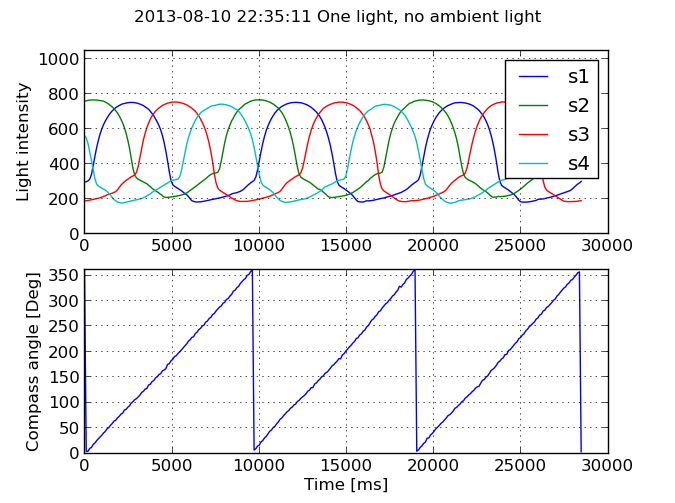 2013-08-10 22:35:11 One light, no ambient light
Light intensity
1000
800
600
400
200
0
s1
s2
s3
s4
0 5000 10000 15000 20000 25000 30000
Compass angle [Deg]
350
300
250
200
150
100
50
0
0 5000 10000 15000 20000 25000 30000
Time [ms]